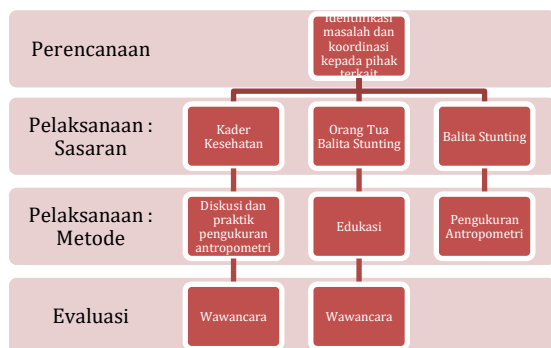 Perencanaan
Identifikasi
masalah dan
koordinasi
kepada pihak
terkait
Pelaksanaan :
Sasaran
Kader
Kesehatan
Orang Tua
Balita Stunting
Balita Stunting
Pelaksanaan :
Metode
Diskusi dan
praktik
pengukuran
antropometri
Edukasi
Pengukuran
Antropometri
Evaluasi
Wawancara
Wawancara